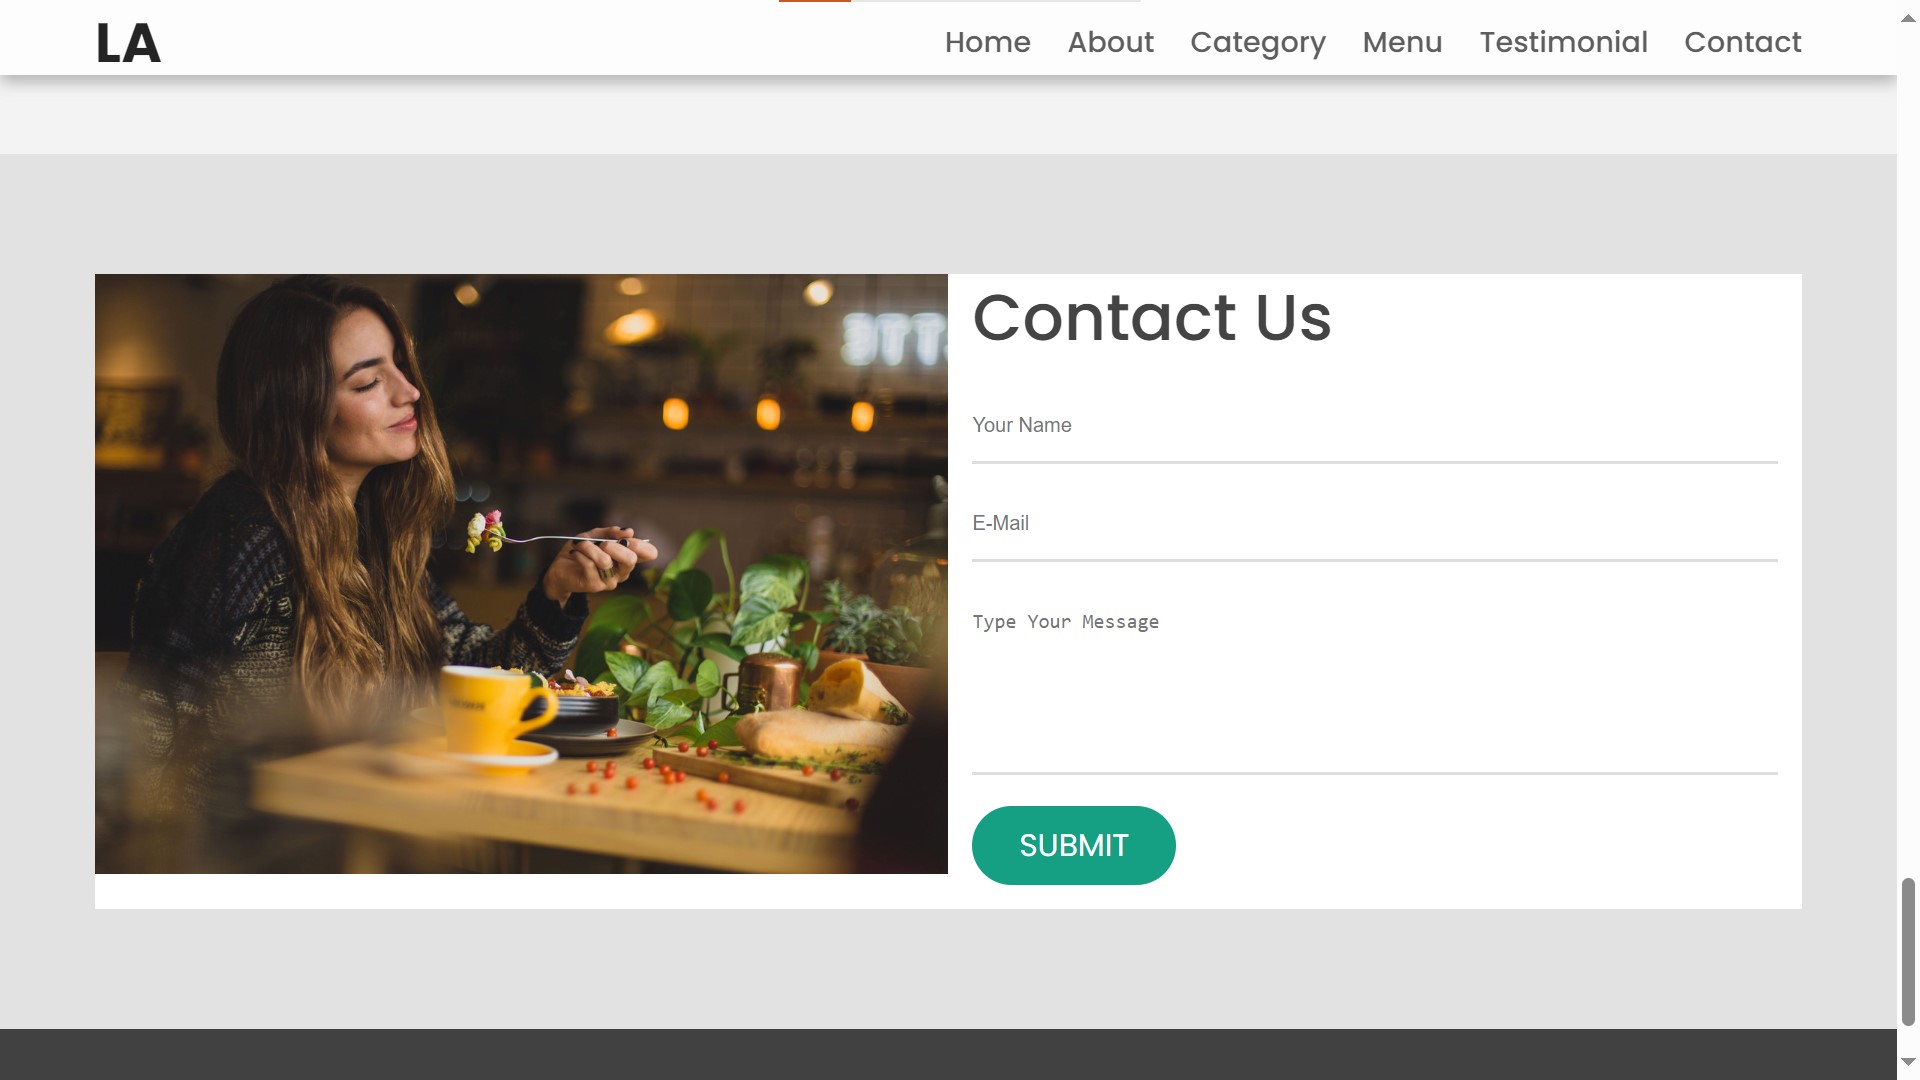 LA
Home About Category Menu Testimonial Contact
Contact Us
Your Name
E-Mail
Type Your Message
SUBMIT